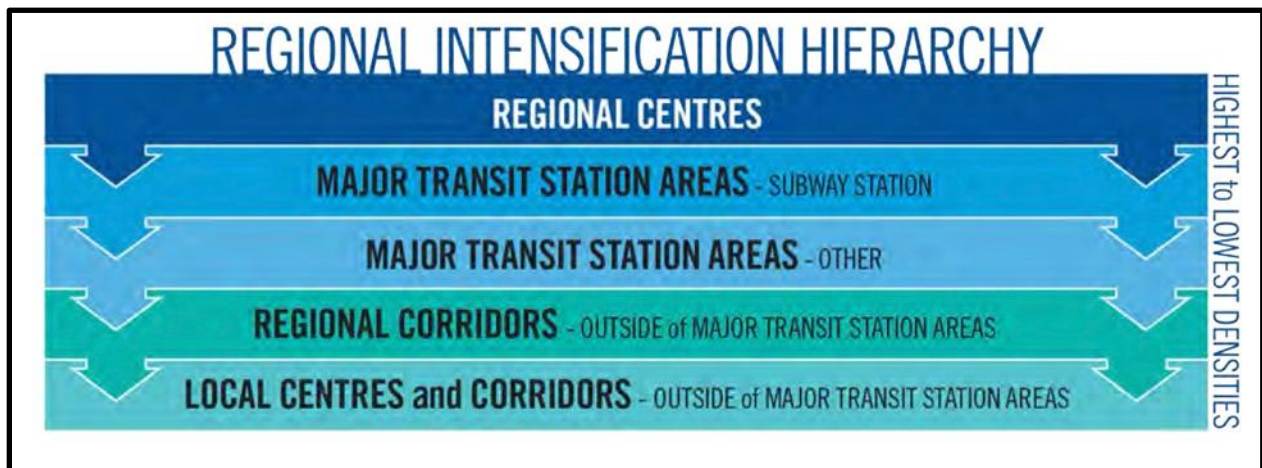 REGIONAL INTENSIFICATION HIERARCHY
REGIONAL CENTRES
MAJOR TRANSIT STATION AREAS - SUBWAY STATION
MAJOR TRANSIT STATION AREAS - OTHER
REGIONAL CORRIDORS - OUTSIDE of MAJOR TRANSIT STATION AREAS
LOCAL CENTRES and CORRIDORS - OUTSIDE of MAJOR TRANSIT STATION AREAS
HIGHEST to LOWEST DENSITIES